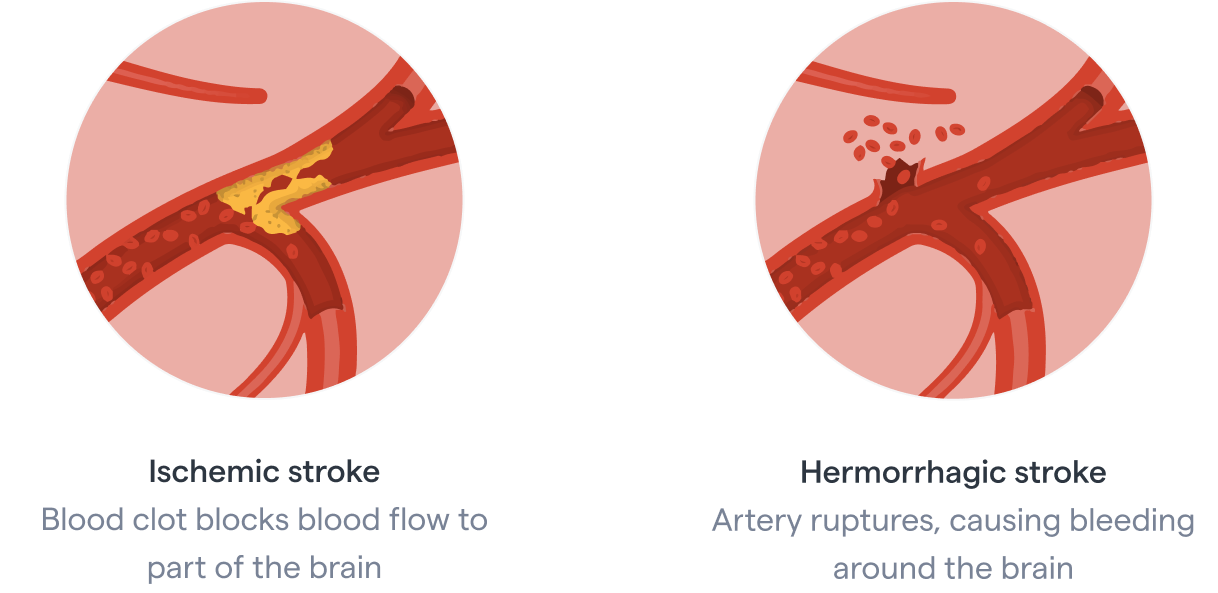 Ischemic stroke
Blood clot blocks blood flow to
part of the brain
Hermorrhagic stroke
Artery ruptures, causing bleeding
around the brain